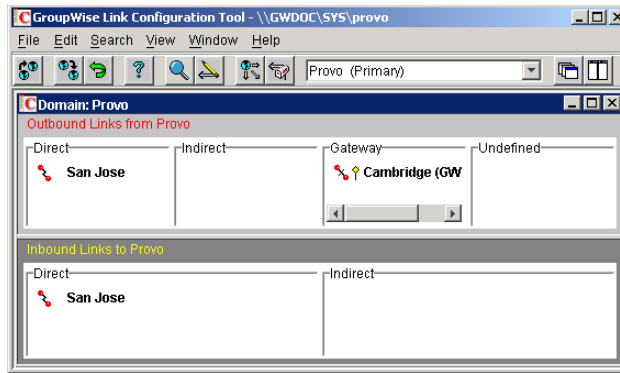 GroupWise Link Configuration Tool - \\GWDOC\SYS\provo
File Edit Search View Window Help
Provo (Primary)
Domain: Provo
Outbound Links from Provo
Direct Indirect Gateway Undefined
San Jose Cambridge (GW
Inbound Links to Provo
Direct Indirect
San Jose